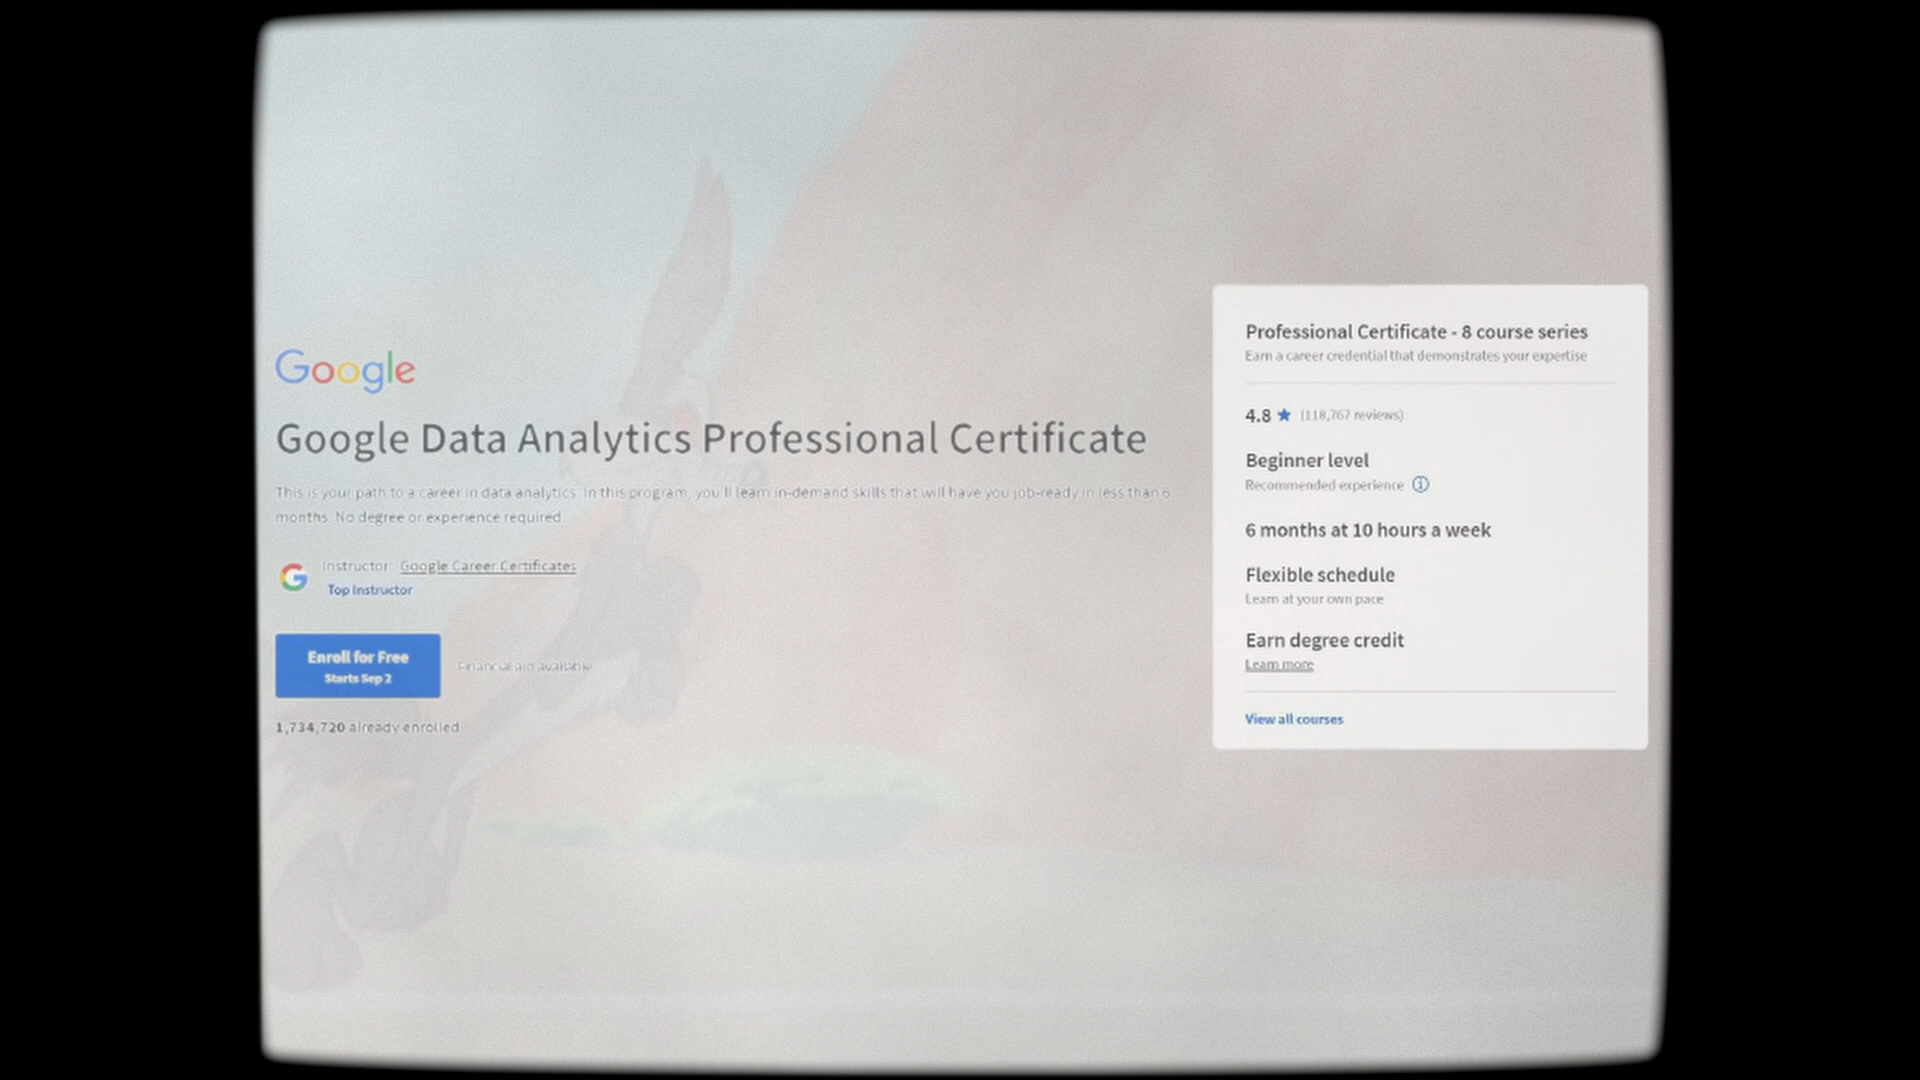 Google
Google Data Analytics Professional Certificate
This is your path to a career in data analytics. In this program, you'll learn in-demand skills that will have you job-ready in less than 6
months. No degree or experience required.
Instructor: Google Career Certificates
Top Instructor
Enroll for Free
Starts Sep 2
Financial aid available
1,734,720 already enrolled
Professional Certificate - 8 course series
Earn a career credential that demonstrates your expertise
4.8 ★ (118,767 reviews)
Beginner level
Recommended experience
6 months at 10 hours a week
Flexible schedule
Learn at your own pace
Earn degree credit
Learn more
View all courses